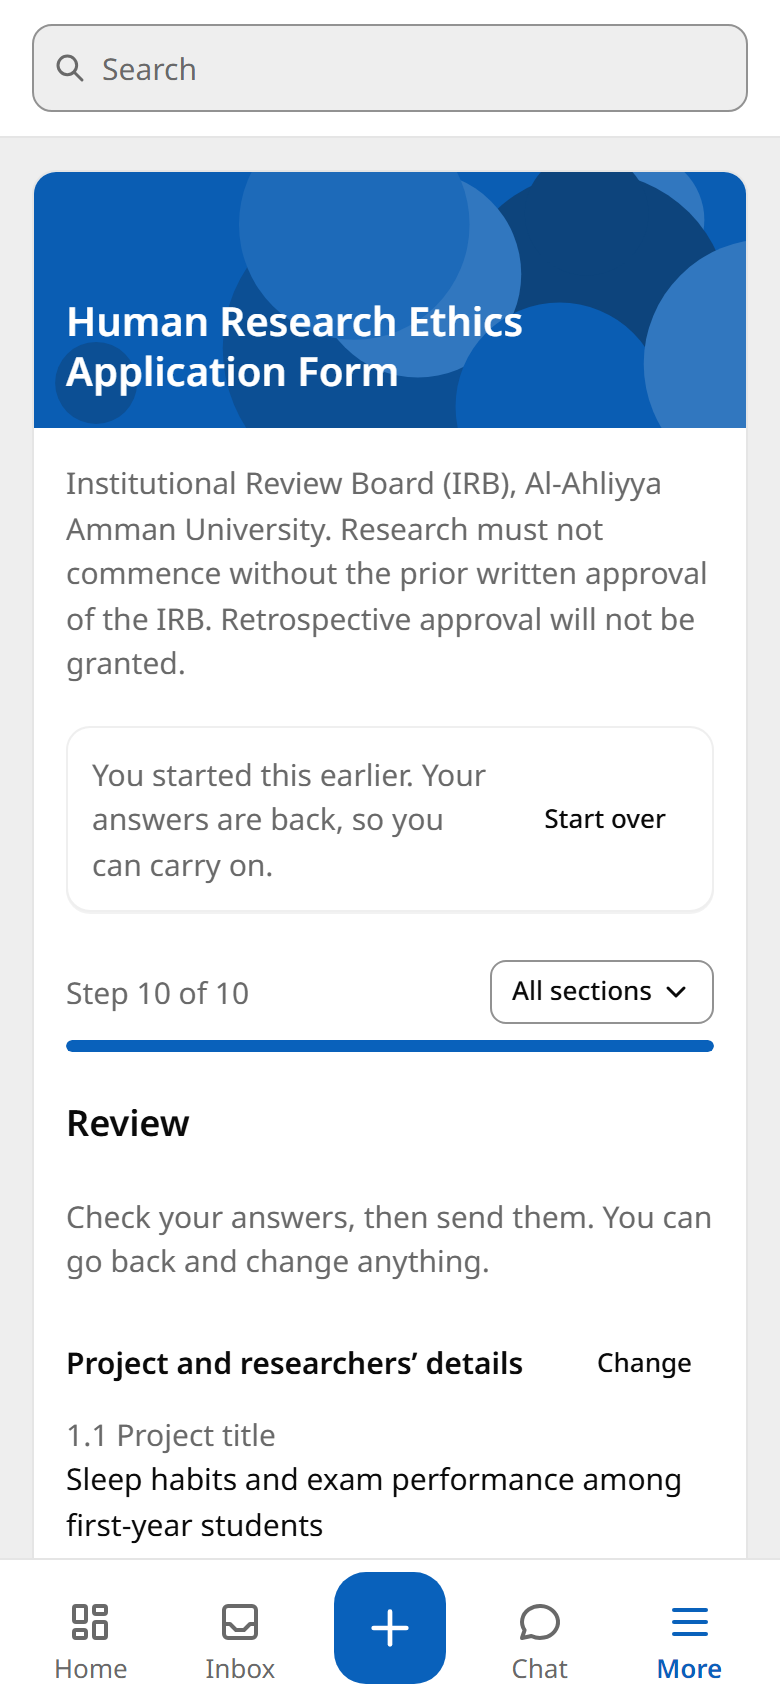 Search
Human Research Ethics
Application Form
Institutional Review Board (IRB), Al-Ahliyya
Amman University. Research must not
commence without the prior written approval
of the IRB. Retrospective approval will not be
granted.
You started this earlier. Your
answers are back, so you
can carry on.
Start over
Step 10 of 10
All sections
Review
Check your answers, then send them. You can
go back and change anything.
Project and researchers’ details
Change
1.1 Project title
Sleep habits and exam performance among
first-year students
Home
Inbox
Chat
More